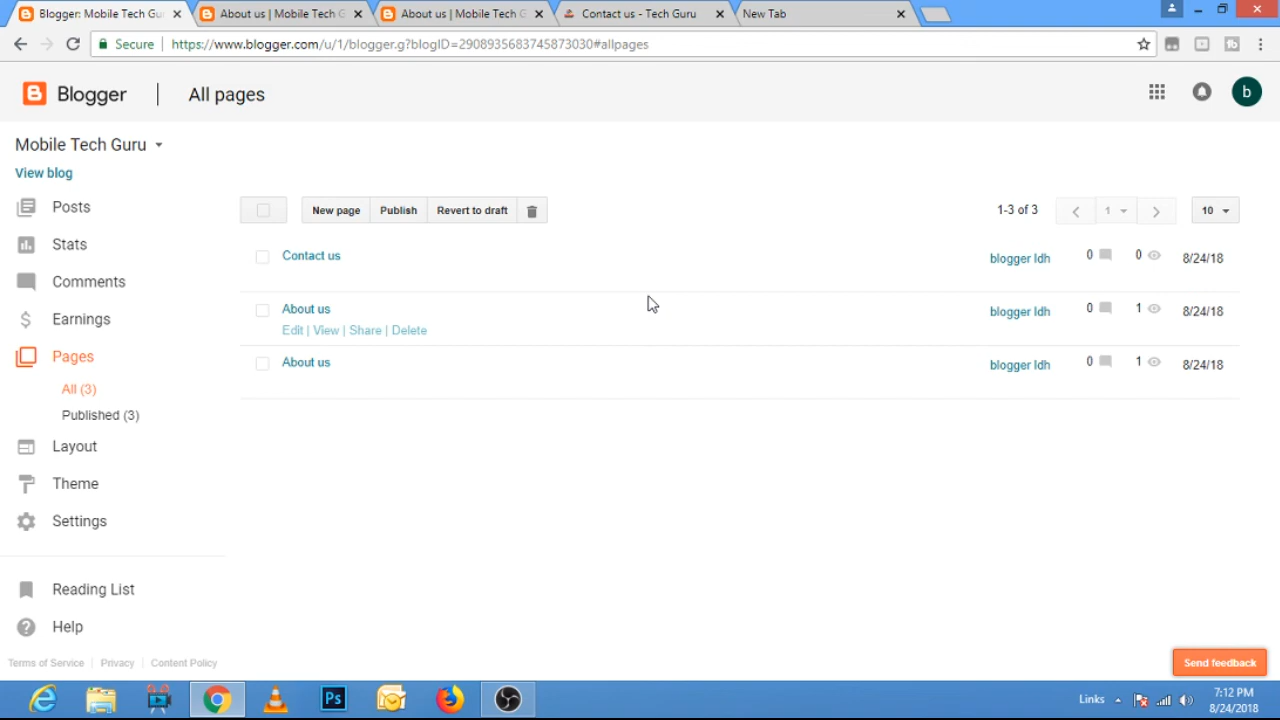 Blogger: Mobile Tech Gu
About us | Mobile Tech G
About us | Mobile Tech G
Contact us - Tech Guru
New Tab
Secure https://www.blogger.com/u/1/blogger.g?blogID=2908935683745873030#allpages
Blogger All pages b
Mobile Tech Guru
View blog
Posts
Stats
Comments
Earnings
Pages
All (3)
Published (3)
Layout
Theme
Settings
Reading List
Help
Terms of Service | Privacy | Content Policy
New page Publish Revert to draft 1-3 of 3 1 10
Contact us blogger ldh 0 0 8/24/18
About us blogger ldh 0 1 8/24/18
Edit | View | Share | Delete
About us blogger ldh 0 1 8/24/18
Send feedback
Ps Links 7:12 PM
8/24/2018